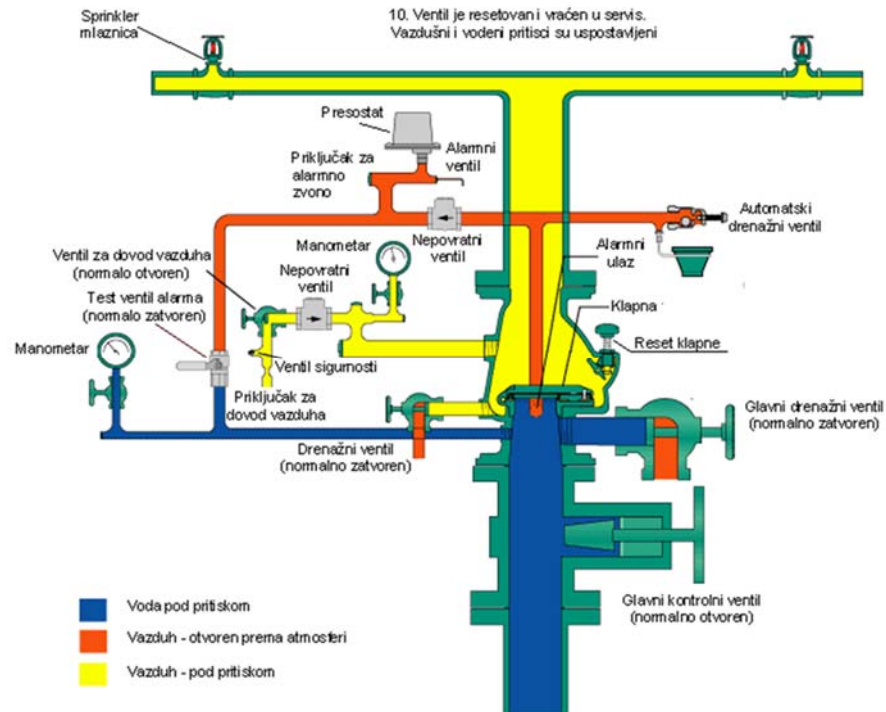 Sprinkler
mlaznica
10. Ventil je resetovan i vraćen u servis.
Vazdušni i vodeni pritisci su uspostavljeni
Presostat
Priključak za
alarmno
zvono
Alarmni
ventil
Automatski
drenažni ventil
Manometar
Nepovratni
ventil
Alarmni
ulaz
Ventil za dovod vazduha
(normalo otvoren)
Nepovratni
ventil
Test ventil alarma
(normalo zatvoren)
Klapna
Manometar
Reset klapne
Ventil sigurnosti
Priključak za
dovod vazduha
Glavni drenažni ventil
(normalno zatvoren)
Drenažni ventil
(normalno zatvoren)
Glavni kontrolni ventil
(normalno otvoren)
Voda pod pritiskom
Vazduh - otvoren prema atmosferi
Vazduh - pod pritiskom